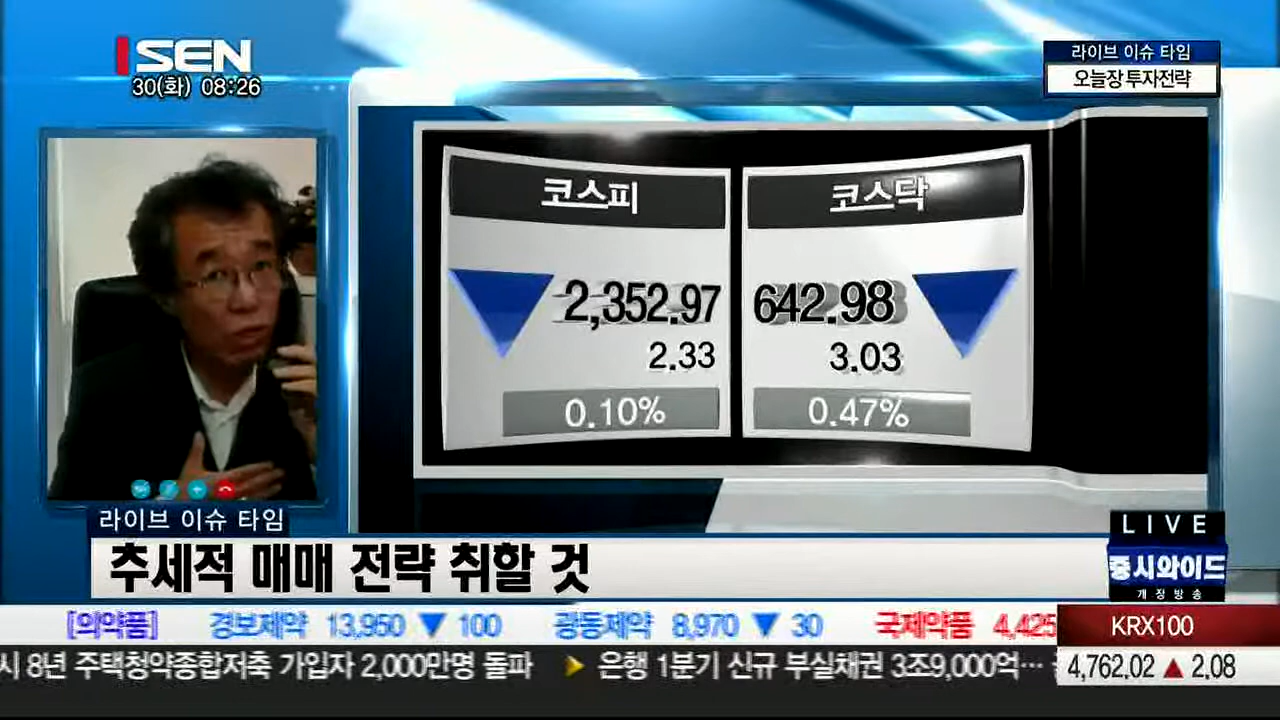 SEN
30(화) 08:26
라이브 이슈 타임
오늘장 투자전략
코스피
2,352.97
2.33
0.10%
코스닥
642.98
3.03
0.47%
라이브 이슈 타임
추세적 매매 전략 취할 것
LIVE
증시와이드
개장방송
[의약품] 경보제약 13,950 ▼ 100 광동제약 8,970 ▼ 30 국제약품 4,425
KRX100
시 8년 주택청약종합저축 가입자 2,000만명 돌파 ▶ 은행 1분기 신규 부실채권 3조9,000억…
4,762.02 ▲ 2.08